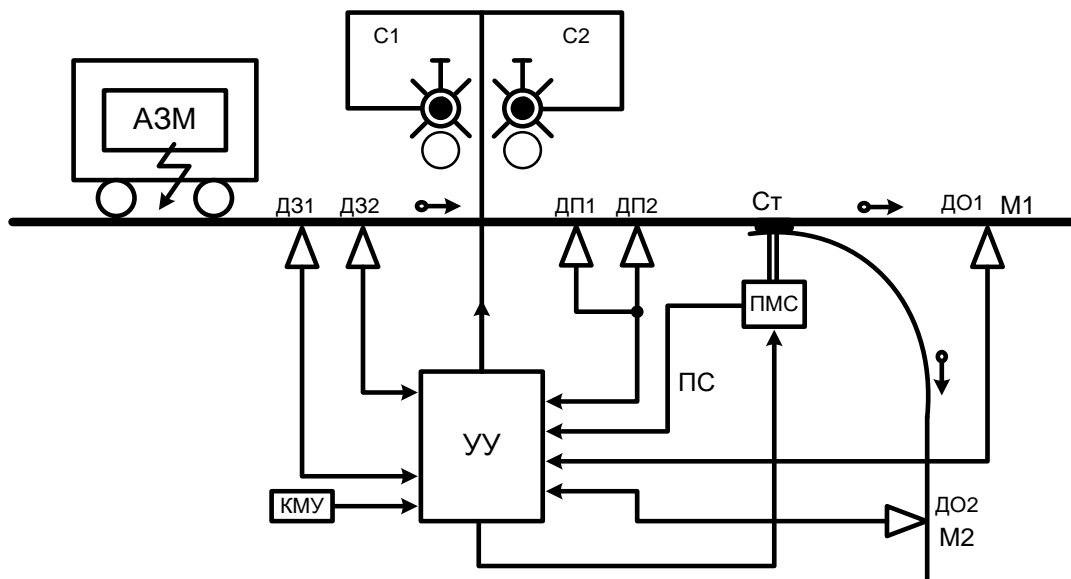 С1
С2
АЗМ
ДЗ1
ДЗ2
ДП1
ДП2
Ст
ДО1
М1
ПМС
ПС
УУ
КМУ
ДО2
М2